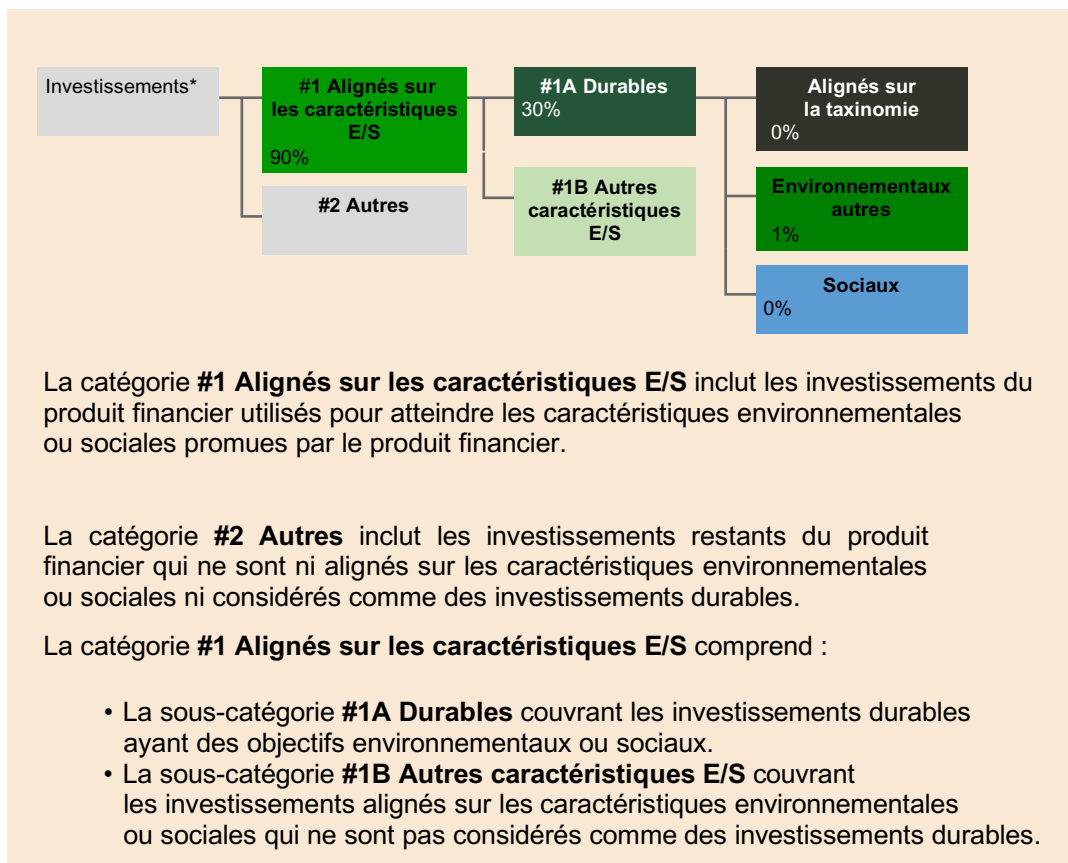 Investissements*
#1 Alignés sur
les caractéristiques
E/S
90%
#2 Autres
#1A Durables
30%
#1B Autres
caractéristiques
E/S
Alignés sur
la taxinomie
0%
Environnementaux
autres
1%
Sociaux
0%
La catégorie #1 Alignés sur les caractéristiques E/S inclut les investissements du
produit financier utilisés pour atteindre les caractéristiques environnementales
ou sociales promues par le produit financier.
La catégorie #2 Autres inclut les investissements restants du produit
financier qui ne sont ni alignés sur les caractéristiques environnementales
ou sociales ni considérés comme des investissements durables.
La catégorie #1 Alignés sur les caractéristiques E/S comprend :
• La sous-catégorie #1A Durables couvrant les investissements durables
ayant des objectifs environnementaux ou sociaux.
• La sous-catégorie #1B Autres caractéristiques E/S couvrant
les investissements alignés sur les caractéristiques environnementales
ou sociales qui ne sont pas considérés comme des investissements durables.